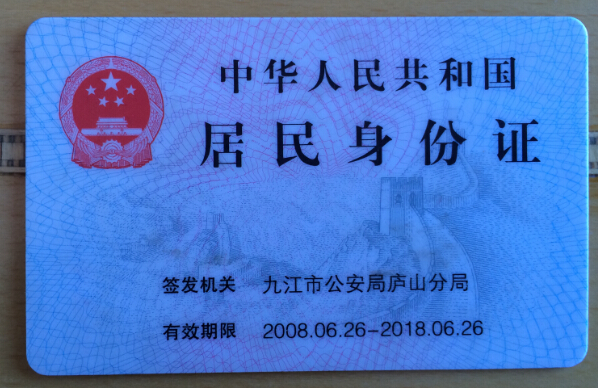 中华人民共和国
居民身份证
签发机关 九江市公安局庐山分局
有效期限 2008.06.26-2018.06.26